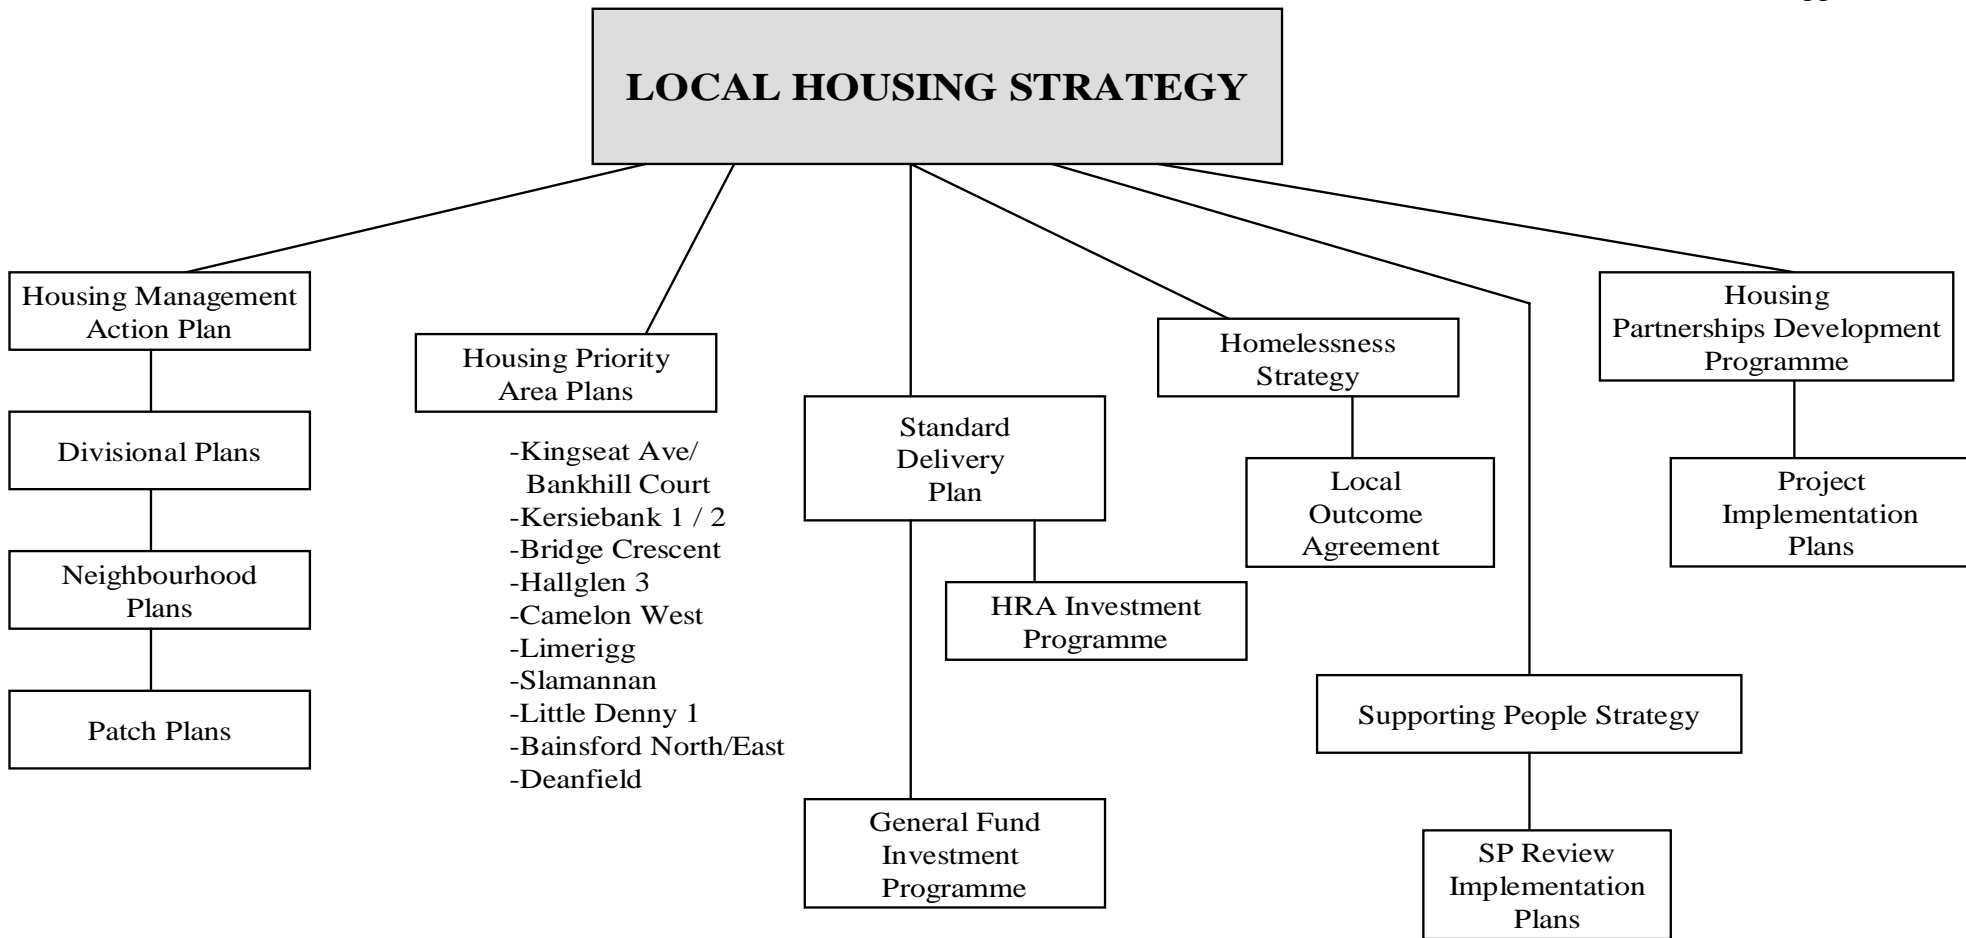 LOCAL HOUSING STRATEGY
Housing Management
Action Plan
Divisional Plans
Neighbourhood
Plans
Patch Plans
Housing Priority
Area Plans
-Kingseat Ave/
Bankhill Court
-Kersiebank 1 / 2
-Bridge Crescent
-Hallglen 3
-Camelon West
-Limerigg
-Slamannan
-Little Denny 1
-Bainsford North/East
-Deanfield
Standard
Delivery
Plan
HRA Investment
Programme
General Fund
Investment
Programme
Homelessness
Strategy
Local
Outcome
Agreement
Supporting People Strategy
SP Review
Implementation
Plans
Housing
Partnerships Development
Programme
Project
Implementation
Plans